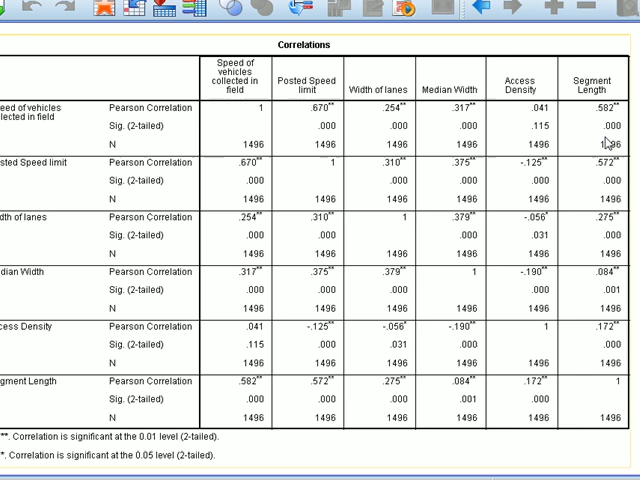 Correlations
Speed of vehicles collected in field Posted Speed limit Width of lanes Median Width Access Density Segment Length
eed of vehicles llected in field Pearson Correlation 1 .670** .254** .317** .041 .582**
Sig. (2-tailed) .000 .000 .000 .115 .000
N 1496 1496 1496 1496 1496 1496
sted Speed limit Pearson Correlation .670** 1 .310** .375** -.125** .572**
Sig. (2-tailed) .000 .000 .000 .000 .000
N 1496 1496 1496 1496 1496 1496
dth of lanes Pearson Correlation .254** .310** 1 .379** -.056* .275**
Sig. (2-tailed) .000 .000 .000 .031 .000
N 1496 1496 1496 1496 1496 1496
dian Width Pearson Correlation .317** .375** .379** 1 -.190** .084**
Sig. (2-tailed) .000 .000 .000 .000 .001
N 1496 1496 1496 1496 1496 1496
cess Density Pearson Correlation .041 -.125** -.056* -.190** 1 .172**
Sig. (2-tailed) .115 .000 .031 .000 .000
N 1496 1496 1496 1496 1496 1496
gment Length Pearson Correlation .582** .572** .275** .084** .172** 1
Sig. (2-tailed) .000 .000 .000 .001 .000
N 1496 1496 1496 1496 1496 1496
**. Correlation is significant at the 0.01 level (2-tailed).
*. Correlation is significant at the 0.05 level (2-tailed).